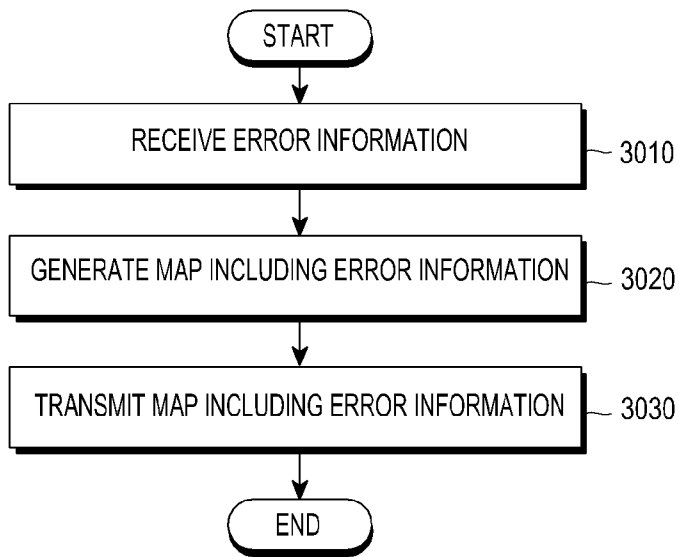 START
RECEIVE ERROR INFORMATION
3010
GENERATE MAP INCLUDING ERROR INFORMATION
3020
TRANSMIT MAP INCLUDING ERROR INFORMATION
3030
END